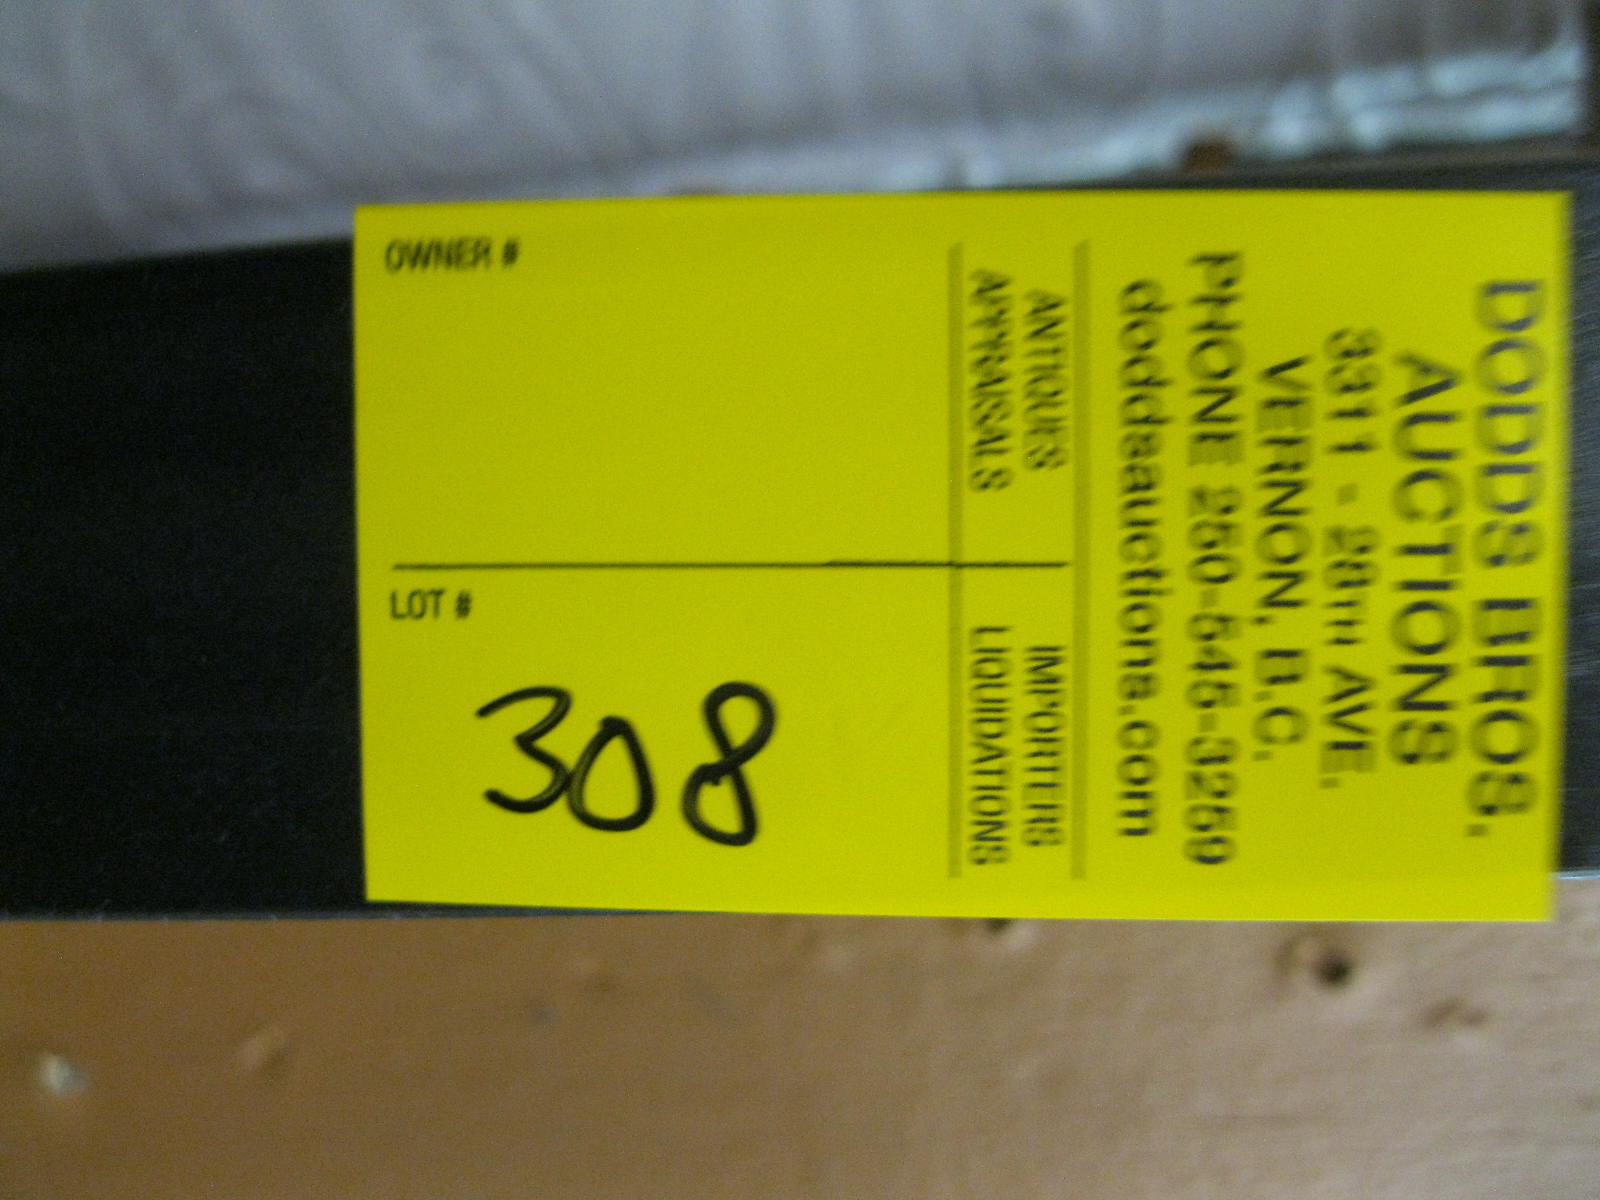 DODDS BROS.
AUCTIONS
3311 - 28TH AVE.
VERNON, B.C.
PHONE 250-545-3259
doddsauctions.com
ANTIQUES IMPORTERS
APPRAISALS LIQUIDATIONS
OWNER #
LOT #
308